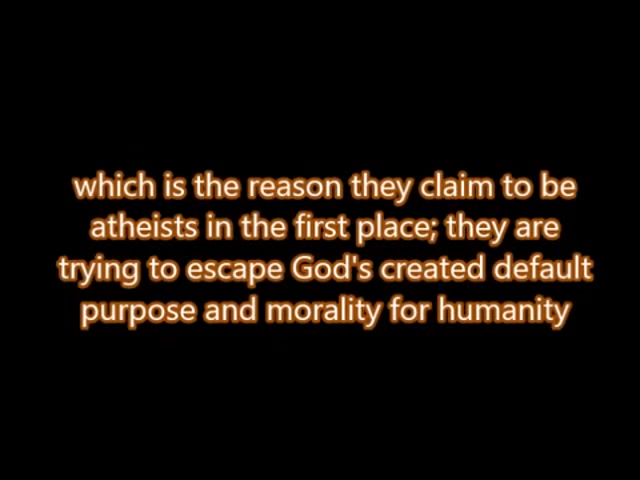 which is the reason they claim to be
atheists in the first place; they are
trying to escape God's created default
purpose and morality for humanity